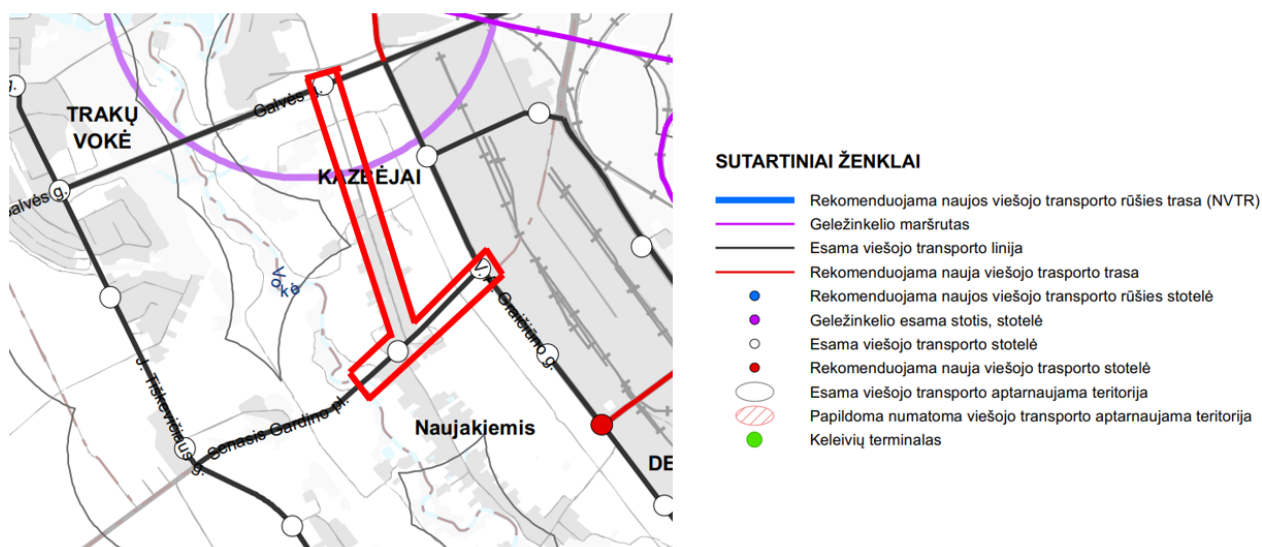 g.
TRAKŲ
VOKĖ
Galvės g.
KAZBĖJAI
Galvės g.
Vokė
V. A. Graičiūno g.
J. Tiškevičiaus g.
Senasis Gardino pl.
Naujakiemis
DE
SUTARTINIAI ŽENKLAI
Rekomenduojama naujos viešojo transporto rūšies trasa (NVTR)
Geležinkelio maršrutas
Esama viešojo transporto linija
Rekomenduojama nauja viešojo trasporto trasa
Rekomenduojama naujos viešojo transporto rūšies stotelė
Geležinkelio esama stotis, stotelė
Esama viešojo transporto stotelė
Rekomenduojama nauja viešojo trasporto stotelė
Esama viešojo transporto aptarnaujama teritorija
Papildoma numatoma viešojo transporto aptarnaujama teritorija
Keleivių terminalas